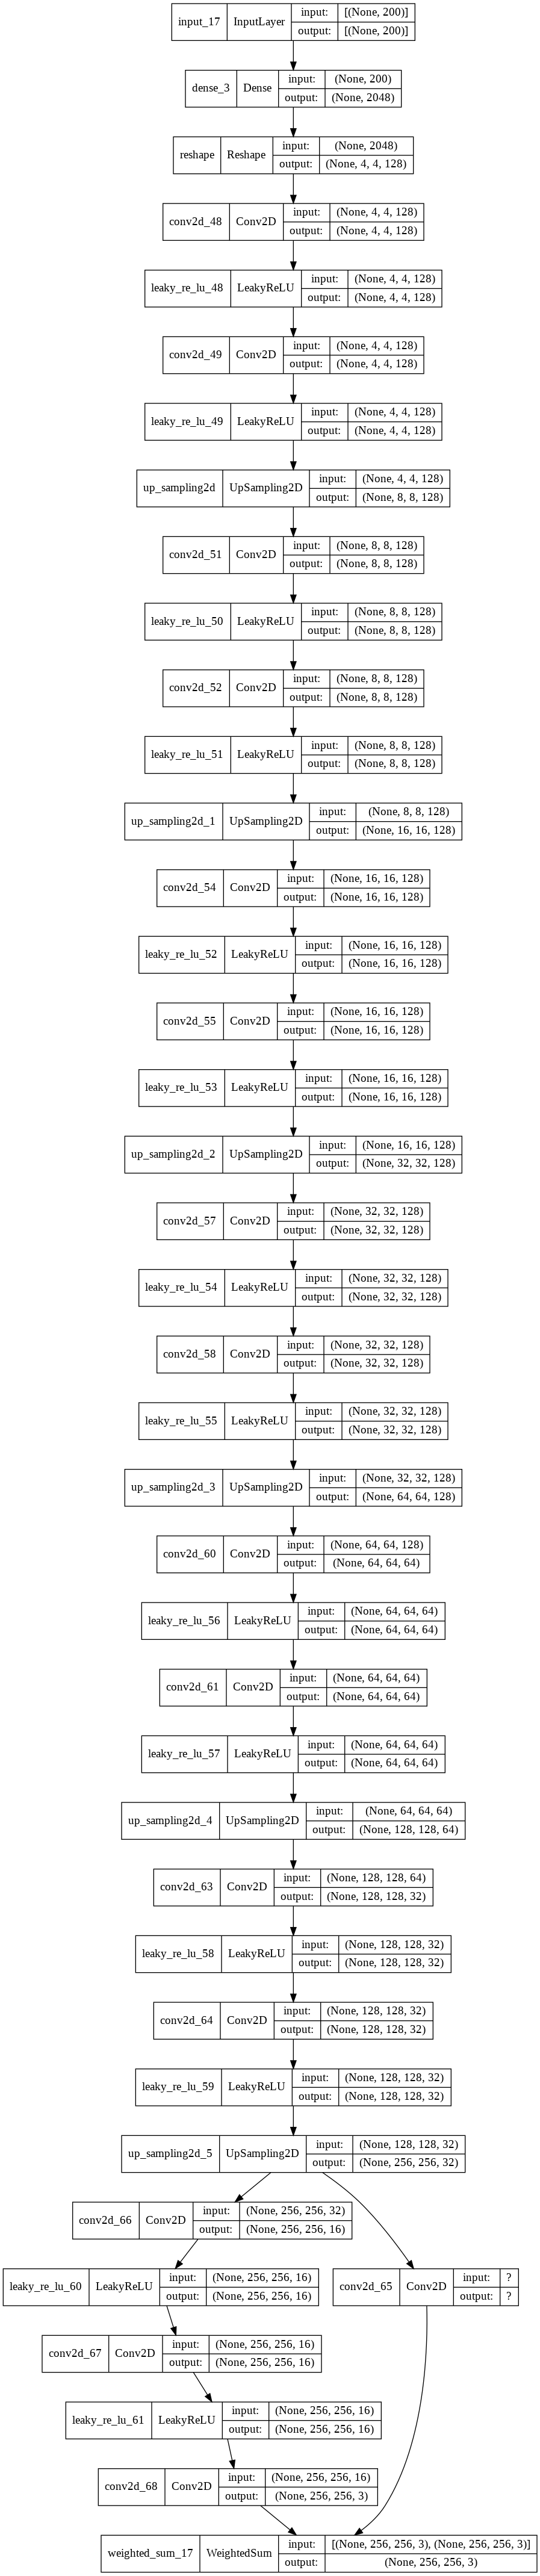 input_17 InputLayer input: [(None, 200)]
output: [(None, 200)]
dense_3 Dense input: (None, 200)
output: (None, 2048)
reshape Reshape input: (None, 2048)
output: (None, 4, 4, 128)
conv2d_48 Conv2D input: (None, 4, 4, 128)
output: (None, 4, 4, 128)
leaky_re_lu_48 LeakyReLU input: (None, 4, 4, 128)
output: (None, 4, 4, 128)
conv2d_49 Conv2D input: (None, 4, 4, 128)
output: (None, 4, 4, 128)
leaky_re_lu_49 LeakyReLU input: (None, 4, 4, 128)
output: (None, 4, 4, 128)
up_sampling2d UpSampling2D input: (None, 4, 4, 128)
output: (None, 8, 8, 128)
conv2d_51 Conv2D input: (None, 8, 8, 128)
output: (None, 8, 8, 128)
leaky_re_lu_50 LeakyReLU input: (None, 8, 8, 128)
output: (None, 8, 8, 128)
conv2d_52 Conv2D input: (None, 8, 8, 128)
output: (None, 8, 8, 128)
leaky_re_lu_51 LeakyReLU input: (None, 8, 8, 128)
output: (None, 8, 8, 128)
up_sampling2d_1 UpSampling2D input: (None, 8, 8, 128)
output: (None, 16, 16, 128)
conv2d_54 Conv2D input: (None, 16, 16, 128)
output: (None, 16, 16, 128)
leaky_re_lu_52 LeakyReLU input: (None, 16, 16, 128)
output: (None, 16, 16, 128)
conv2d_55 Conv2D input: (None, 16, 16, 128)
output: (None, 16, 16, 128)
leaky_re_lu_53 LeakyReLU input: (None, 16, 16, 128)
output: (None, 16, 16, 128)
up_sampling2d_2 UpSampling2D input: (None, 16, 16, 128)
output: (None, 32, 32, 128)
conv2d_57 Conv2D input: (None, 32, 32, 128)
output: (None, 32, 32, 128)
leaky_re_lu_54 LeakyReLU input: (None, 32, 32, 128)
output: (None, 32, 32, 128)
conv2d_58 Conv2D input: (None, 32, 32, 128)
output: (None, 32, 32, 128)
leaky_re_lu_55 LeakyReLU input: (None, 32, 32, 128)
output: (None, 32, 32, 128)
up_sampling2d_3 UpSampling2D input: (None, 32, 32, 128)
output: (None, 64, 64, 128)
conv2d_60 Conv2D input: (None, 64, 64, 128)
output: (None, 64, 64, 64)
leaky_re_lu_56 LeakyReLU input: (None, 64, 64, 64)
output: (None, 64, 64, 64)
conv2d_61 Conv2D input: (None, 64, 64, 64)
output: (None, 64, 64, 64)
leaky_re_lu_57 LeakyReLU input: (None, 64, 64, 64)
output: (None, 64, 64, 64)
up_sampling2d_4 UpSampling2D input: (None, 64, 64, 64)
output: (None, 128, 128, 64)
conv2d_63 Conv2D input: (None, 128, 128, 64)
output: (None, 128, 128, 32)
leaky_re_lu_58 LeakyReLU input: (None, 128, 128, 32)
output: (None, 128, 128, 32)
conv2d_64 Conv2D input: (None, 128, 128, 32)
output: (None, 128, 128, 32)
leaky_re_lu_59 LeakyReLU input: (None, 128, 128, 32)
output: (None, 128, 128, 32)
up_sampling2d_5 UpSampling2D input: (None, 128, 128, 32)
output: (None, 256, 256, 32)
conv2d_66 Conv2D input: (None, 256, 256, 32)
output: (None, 256, 256, 16)
leaky_re_lu_60 LeakyReLU input: (None, 256, 256, 16)
output: (None, 256, 256, 16)
conv2d_65 Conv2D input: ?
output: ?
conv2d_67 Conv2D input: (None, 256, 256, 16)
output: (None, 256, 256, 16)
leaky_re_lu_61 LeakyReLU input: (None, 256, 256, 16)
output: (None, 256, 256, 16)
conv2d_68 Conv2D input: (None, 256, 256, 16)
output: (None, 256, 256, 3)
weighted_sum_17 WeightedSum input: [(None, 256, 256, 3), (None, 256, 256, 3)]
output: (None, 256, 256, 3)